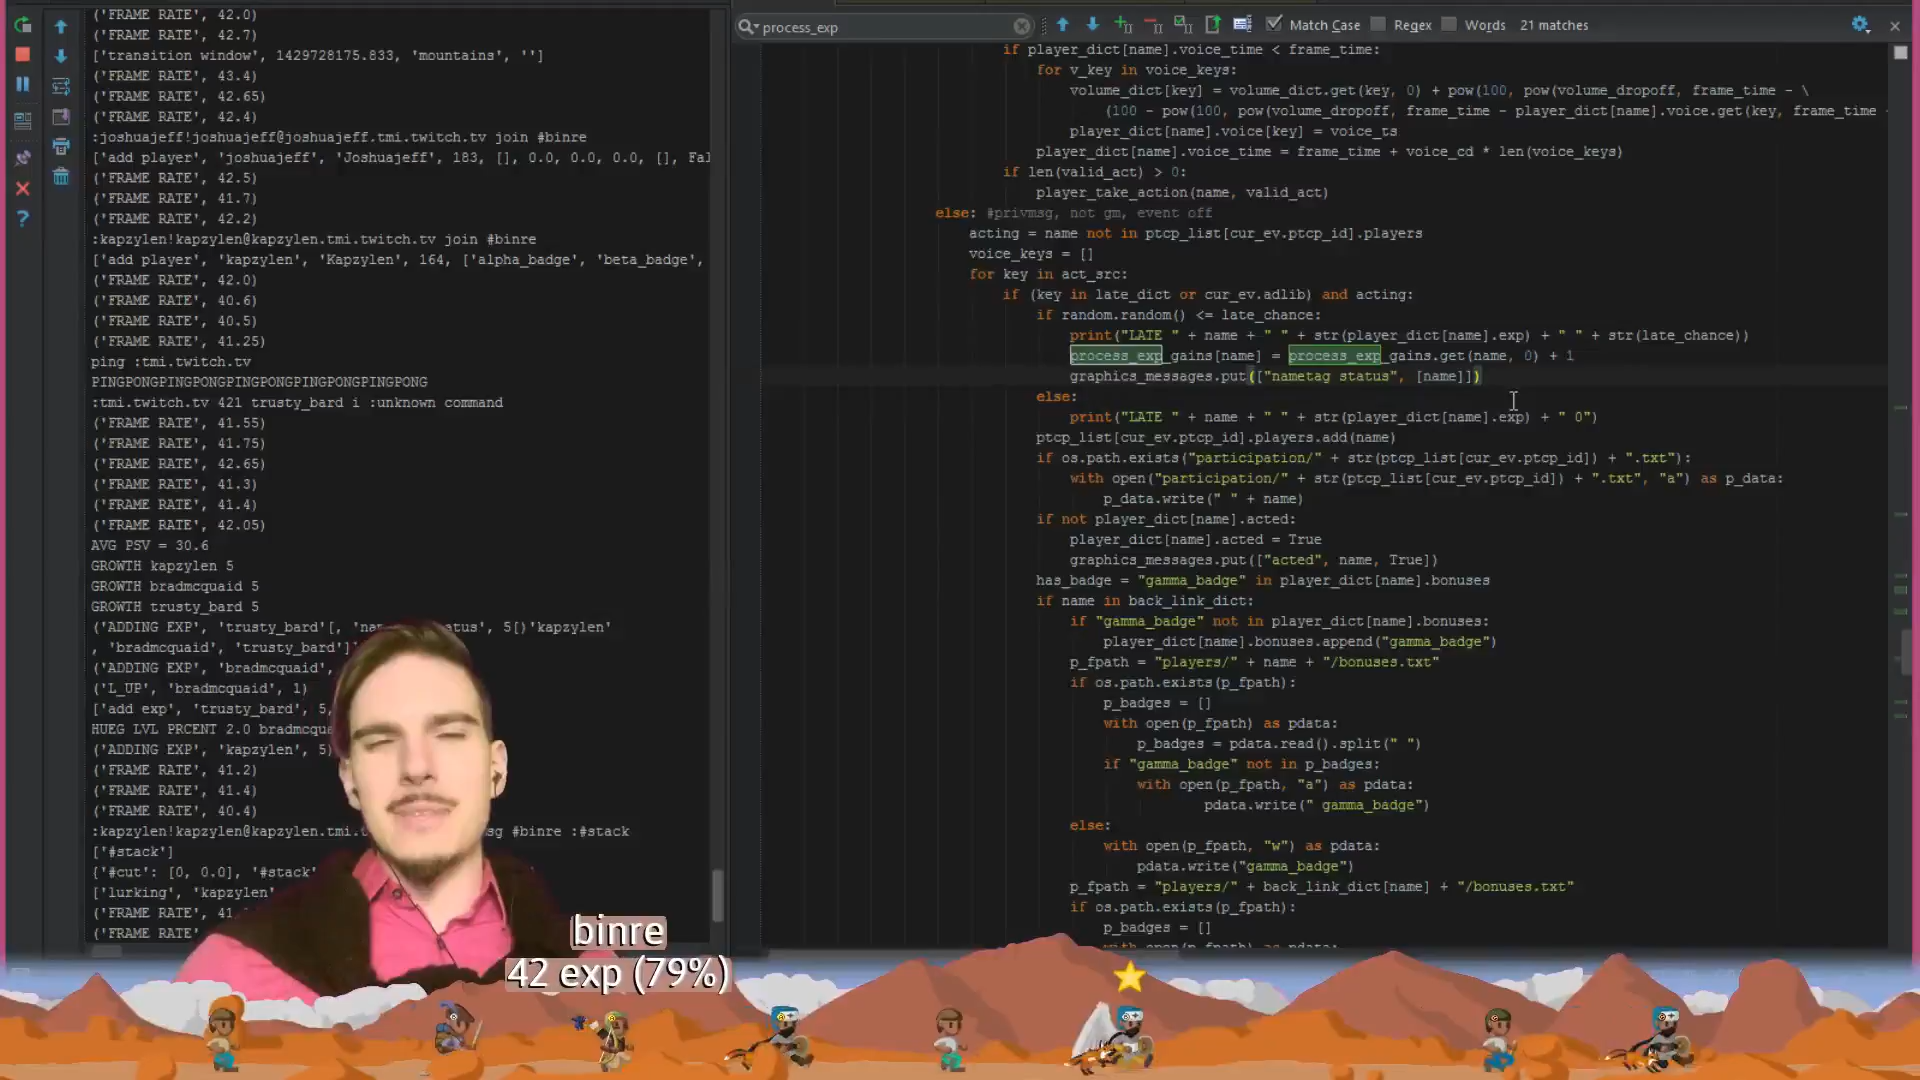 ('FRAME RATE', 42.0)
('FRAME RATE', 42.7)
['transition window', 1429728175.833, 'mountains', '']
('FRAME RATE', 43.4)
('FRAME RATE', 42.65)
('FRAME RATE', 42.4)
:joshuajeff!joshuajeff@joshuajeff.tmi.twitch.tv join #binre
['add player', 'joshuajeff', 'Joshuajeff', 183, [], 0.0, 0.0, 0.0, [], Fal
('FRAME RATE', 42.5)
('FRAME RATE', 41.7)
('FRAME RATE', 42.2)
:kapzylen!kapzylen@kapzylen.tmi.twitch.tv join #binre
['add player', 'kapzylen', 'Kapzylen', 164, ['alpha_badge', 'beta_badge',
('FRAME RATE', 42.0)
('FRAME RATE', 40.6)
('FRAME RATE', 40.5)
('FRAME RATE', 41.25)
ping :tmi.twitch.tv
PINGPONGPINGPONGPINGPONGPINGPONGPINGPONG
:tmi.twitch.tv 421 trusty_bard i :unknown command
('FRAME RATE', 41.55)
('FRAME RATE', 41.75)
('FRAME RATE', 42.65)
('FRAME RATE', 41.3)
('FRAME RATE', 41.4)
('FRAME RATE', 42.05)
AVG PSV = 30.6
GROWTH kapzylen 5
GROWTH bradmcquaid 5
GROWTH trusty_bard 5
('ADDING EXP', 'trusty_bard'[, 'nam tatus', 5[)'kapzylen'
, 'bradmcquaid', 'trusty_bard']
('ADDING EXP', 'bradmcquaid',
('L_UP', 'bradmcquaid', 1)
['add exp', 'trusty_bard', 5,
HUEG LVL PRCENT 2.0 bradmcqua
('ADDING EXP', 'kapzylen', 5)
('FRAME RATE', 41.2)
('FRAME RATE', 41.4)
('FRAME RATE', 40.4)
:kapzylen!kapzylen@kapzylen.tmi.t sg #binre :#stack
['#stack']
['#cut': [0, 0.0], '#stack'
['lurking', 'kapzylen'
('FRAME RATE', 41.
('FRAME RATE'
process_exp
Match Case Regex Words 21 matches
if player_dict[name].voice_time < frame_time:
for v_key in voice_keys:
volume_dict[key] = volume_dict.get(key, 0) + pow(100, pow(volume_dropoff, frame_time - \
(100 - pow(100, pow(volume_dropoff, frame_time - player_dict[name].voice.get(key, frame_time -
player_dict[name].voice[key] = voice_ts
player_dict[name].voice_time = frame_time + voice_cd * len(voice_keys)
if len(valid_act) > 0:
player_take_action(name, valid_act)
else: #privmsg, not gm, event off
acting = name not in ptcp_list[cur_ev.ptcp_id].players
voice_keys = []
for key in act_src:
if (key in late_dict or cur_ev.adlib) and acting:
if random.random() <= late_chance:
print("LATE " + name + " " + str(player_dict[name].exp) + " " + str(late_chance))
process_exp_gains[name] = process_exp_gains.get(name, 0) + 1
graphics_messages.put(["nametag status", [name]])
else:
print("LATE " + name + " " + str(player_dict[name].exp) + " 0")
ptcp_list[cur_ev.ptcp_id].players.add(name)
if os.path.exists("participation/" + str(ptcp_list[cur_ev.ptcp_id]) + ".txt"):
with open("participation/" + str(ptcp_list[cur_ev.ptcp_id]) + ".txt", "a") as p_data:
p_data.write(" " + name)
if not player_dict[name].acted:
player_dict[name].acted = True
graphics_messages.put(["acted", name, True])
has_badge = "gamma_badge" in player_dict[name].bonuses
if name in back_link_dict:
if "gamma_badge" not in player_dict[name].bonuses:
player_dict[name].bonuses.append("gamma_badge")
p_fpath = "players/" + name + "/bonuses.txt"
if os.path.exists(p_fpath):
p_badges = []
with open(p_fpath) as pdata:
p_badges = pdata.read().split(" ")
if "gamma_badge" not in p_badges:
with open(p_fpath, "a") as pdata:
pdata.write(" gamma_badge")
else:
with open(p_fpath, "w") as pdata:
pdata.write("gamma_badge")
p_fpath = "players/" + back_link_dict[name] + "/bonuses.txt"
if os.path.exists(p_fpath):
p_badges = []
with open(p_fpath) as pdata:
binre
42 exp (79%)